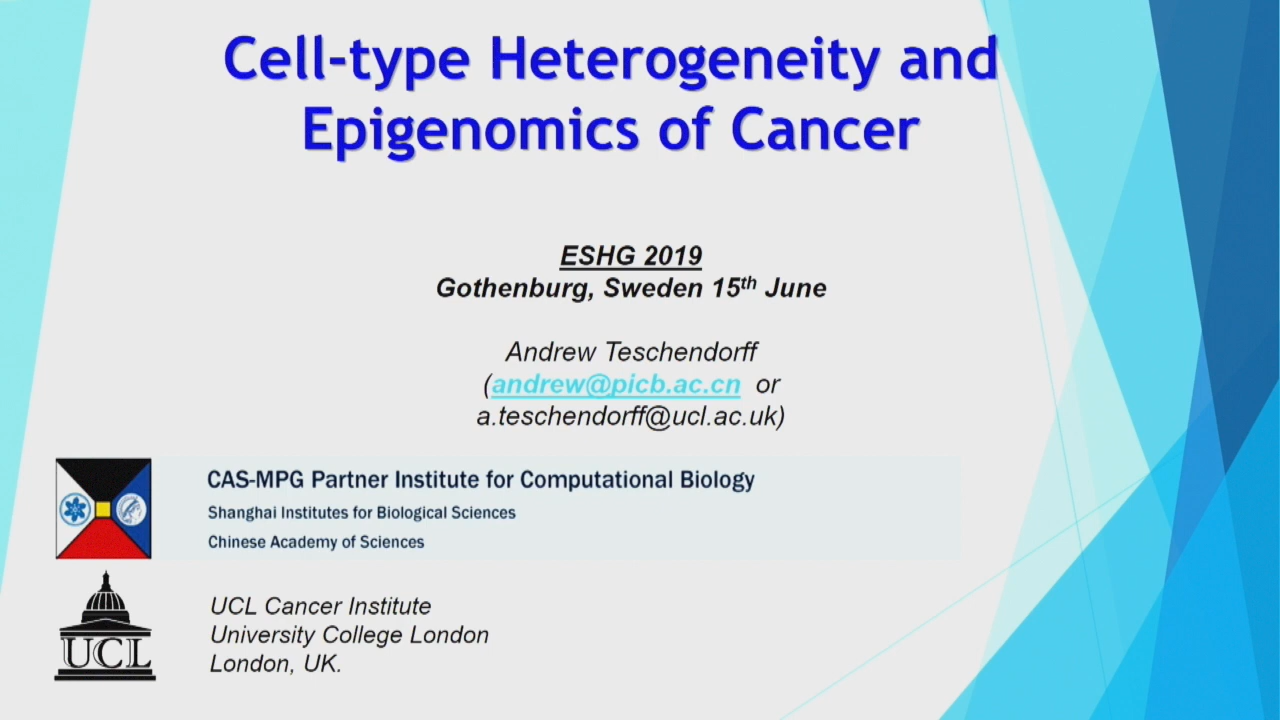 Cell-type Heterogeneity and
Epigenomics of Cancer
ESHG 2019
Gothenburg, Sweden 15th June
Andrew Teschendorff
(andrew@picb.ac.cn or
a.teschendorff@ucl.ac.uk)
CAS-MPG Partner Institute for Computational Biology
Shanghai Institutes for Biological Sciences
Chinese Academy of Sciences
UCL
UCL Cancer Institute
University College London
London, UK.